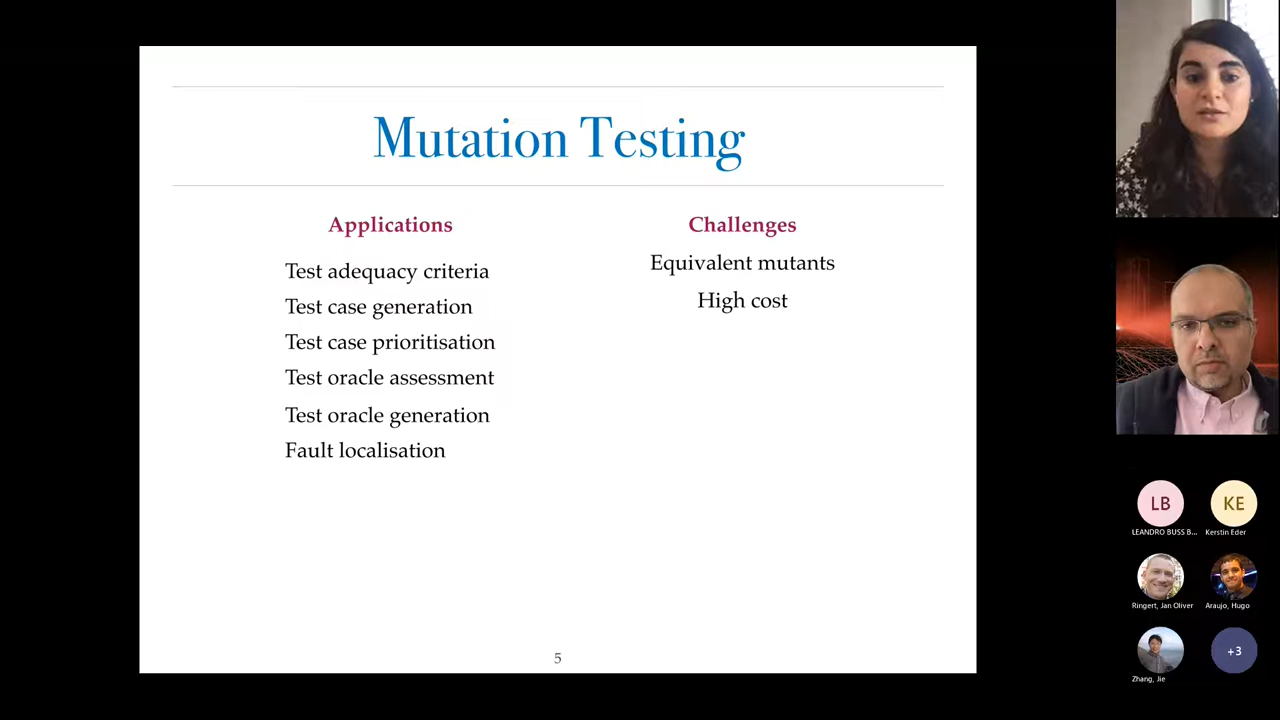 Mutation Testing
Applications
Test adequacy criteria
Test case generation
Test case prioritisation
Test oracle assessment
Test oracle generation
Fault localisation
Challenges
Equivalent mutants
High cost
5
LB
KE
LEANDRO BUSS B...
Kerstin Eder
Ringert, Jan Oliver
Araujo, Hugo
+3
Zhang, Jie